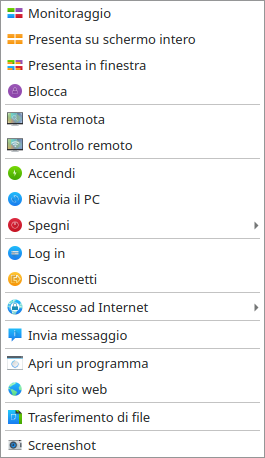 Monitoraggio
Presenta su schermo intero
Presenta in finestra
Blocca
Vista remota
Controllo remoto
Accendi
Riavvia il PC
Spegni
Log in
Disconnetti
Accesso ad Internet
Invia messaggio
Apri un programma
Apri sito web
Trasferimento di file
Screenshot